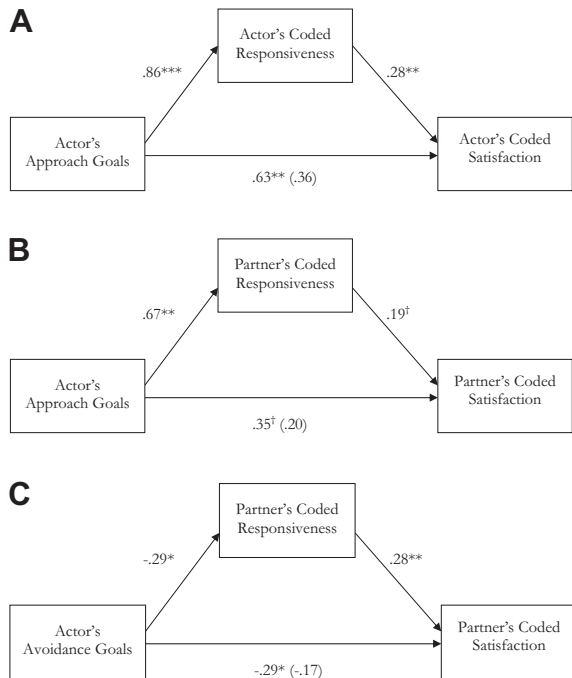 A
Actor's Coded
Responsiveness
.86***
.28**
Actor's
Approach Goals
Actor's Coded
Satisfaction
.63** (.36)
B
Partner's Coded
Responsiveness
.67**
.19†
Actor's
Approach Goals
Partner's Coded
Satisfaction
.35† (.20)
C
Partner's Coded
Responsiveness
-.29*
.28**
Actor's
Avoidance Goals
Partner's Coded
Satisfaction
-.29* (-.17)